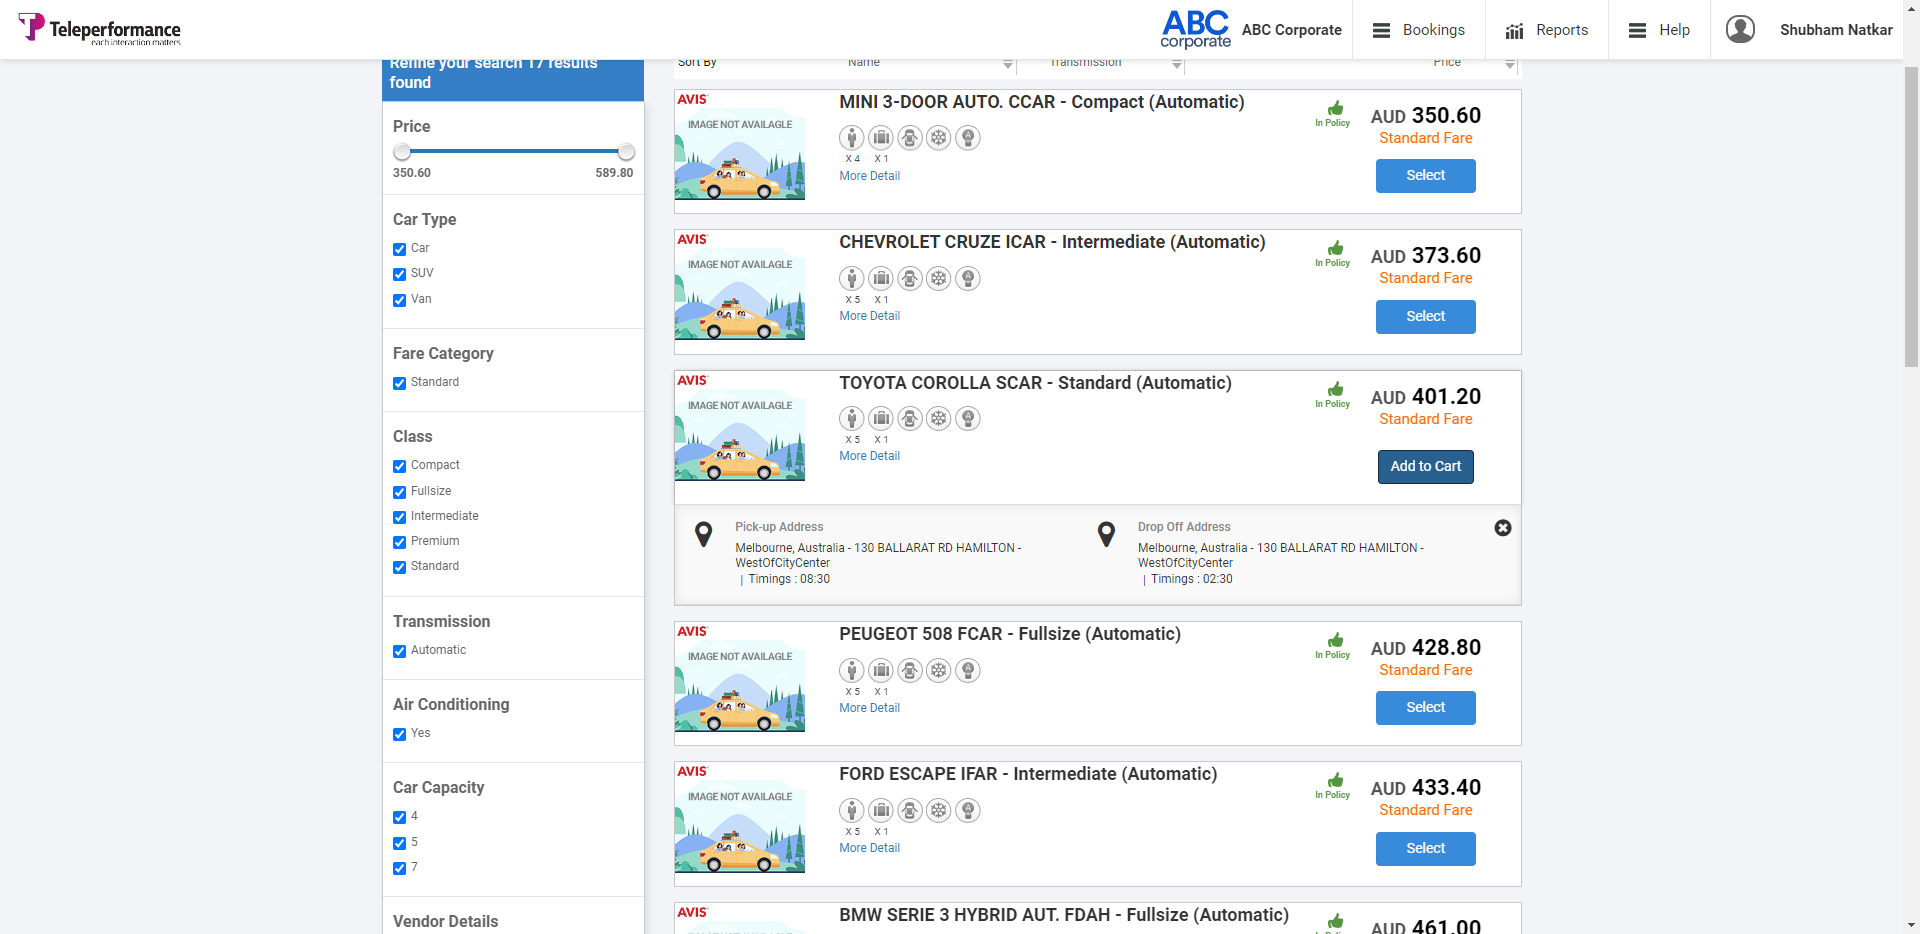 Teleperformance
each interaction matters
ABC
corporate
ABC Corporate
Bookings
Reports
Help
Shubham Natkar
Refine your search 17 results
found
Price
350.60 589.80
Car Type
Car
SUV
Van
Fare Category
Standard
Class
Compact
Fullsize
Intermediate
Premium
Standard
Transmission
Automatic
Air Conditioning
Yes
Car Capacity
4
5
7
Vendor Details
Sort By Name Transmission Price
AVIS
IMAGE NOT AVAILAGLE
MINI 3-DOOR AUTO. CCAR - Compact (Automatic)
A
X 4 X 1
More Detail
In Policy
AUD 350.60
Standard Fare
Select
AVIS
IMAGE NOT AVAILAGLE
CHEVROLET CRUZE ICAR - Intermediate (Automatic)
A
X 5 X 1
More Detail
In Policy
AUD 373.60
Standard Fare
Select
AVIS
IMAGE NOT AVAILAGLE
TOYOTA COROLLA SCAR - Standard (Automatic)
A
X 5 X 1
More Detail
In Policy
AUD 401.20
Standard Fare
Add to Cart
Pick-up Address
Melbourne, Australia - 130 BALLARAT RD HAMILTON -
WestOfCityCenter
| Timings : 08:30
Drop Off Address
Melbourne, Australia - 130 BALLARAT RD HAMILTON -
WestOfCityCenter
| Timings : 02:30
AVIS
IMAGE NOT AVAILAGLE
PEUGEOT 508 FCAR - Fullsize (Automatic)
A
X 5 X 1
More Detail
In Policy
AUD 428.80
Standard Fare
Select
AVIS
IMAGE NOT AVAILAGLE
FORD ESCAPE IFAR - Intermediate (Automatic)
A
X 5 X 1
More Detail
In Policy
AUD 433.40
Standard Fare
Select
AVIS
BMW SERIE 3 HYBRID AUT. FDAH - Fullsize (Automatic)
AUD 461.00